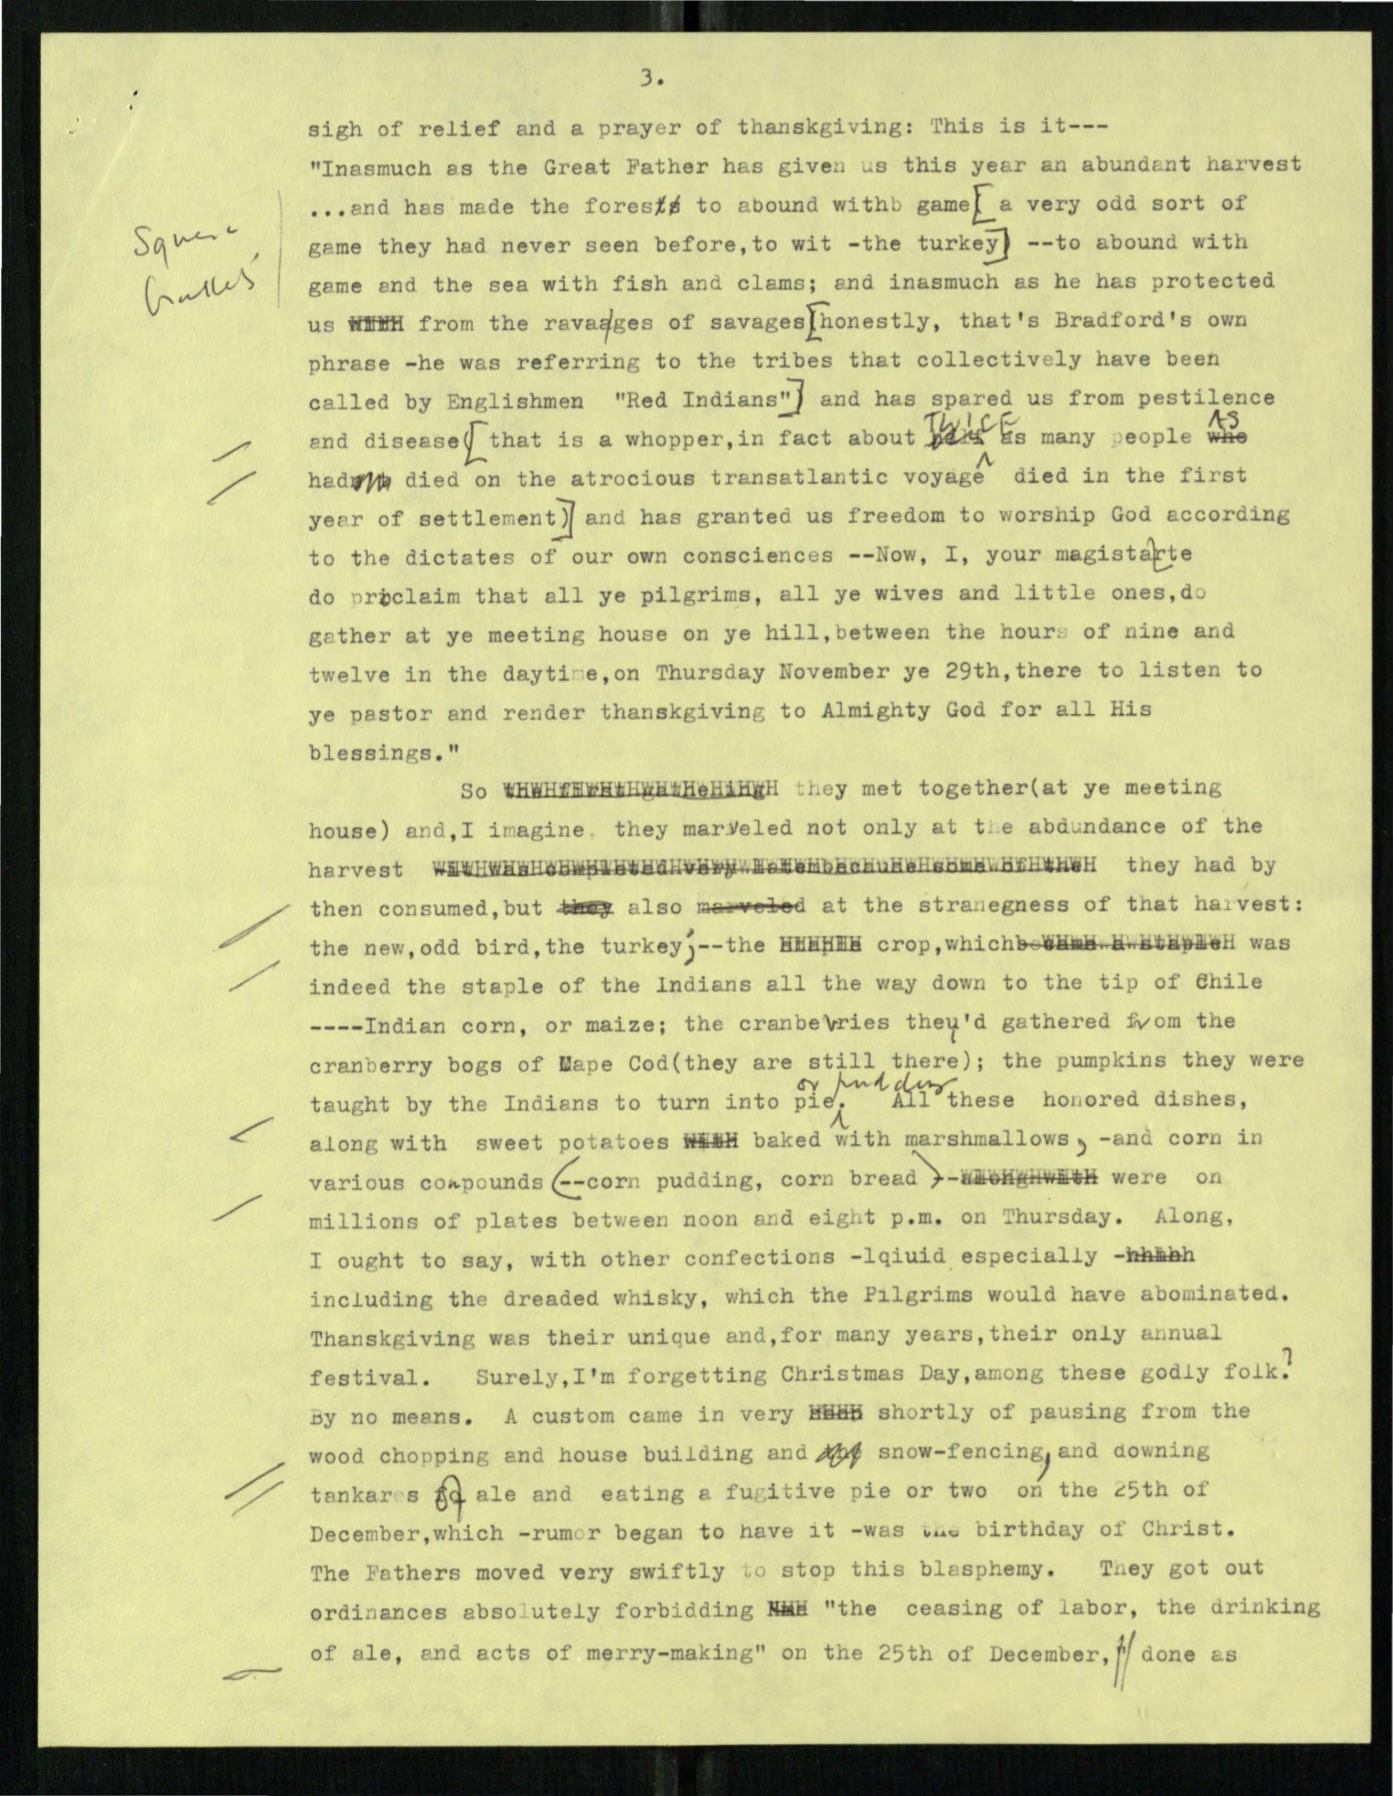 3.
sigh of relief and a prayer of thanskgiving: This is it---
"Inasmuch as the Great Father has given us this year an abundant harvest
...and has made the forests to abound withb game[ a very odd sort of
Square
game they had never seen before,to wit -the turkey] --to abound with
Brackets
game and the sea with fish and clams; and inasmuch as he has protected
us from the ravaages of savages[honestly, that's Bradford's own
phrase -he was referring to the tribes that collectively have been
called by Englishmen "Red Indians"] and has spared us from pestilence
and disease[ that is a whopper,in fact about TWICE as many people who AS
had died on the atrocious transatlantic voyage died in the first
year of settlement)] and has granted us freedom to worship God according
to the dictates of our own consciences --Now, I, your magistarte
do proclaim that all ye pilgrims, all ye wives and little ones,do
gather at ye meeting house on ye hill,between the hours of nine and
twelve in the daytime,on Thursday November ye 29th,there to listen to
ye pastor and render thanskgiving to Almighty God for all His
blessings."
So they met together(at ye meeting
house) and,I imagine. they marveled not only at the abdundance of the
harvest they had by
then consumed,but they also marveled at the stranegness of that harvest:
the new,odd bird,the turkey;--the crop,which was
indeed the staple of the Indians all the way down to the tip of Chile
----Indian corn, or maize; the cranberries they'd gathered from the
cranberry bogs of Cape Cod(they are still there); the pumpkins they were
or pudding
taught by the Indians to turn into pie. All these honored dishes,
along with sweet potatoes baked with marshmallows, -and corn in
various compounds (--corn pudding, corn bread )-- were on
millions of plates between noon and eight p.m. on Thursday. Along,
I ought to say, with other confections -lqiuid especially -
including the dreaded whisky, which the Pilgrims would have abominated.
Thanskgiving was their unique and,for many years,their only annual
festival. Surely,I'm forgetting Christmas Day,among these godly folk?
By no means. A custom came in very shortly of pausing from the
wood chopping and house building and snow-fencing, and downing
tankards fo ale and eating a fugitive pie or two on the 25th of
December,which -rumor began to have it -was the birthday of Christ.
The Fathers moved very swiftly to stop this blasphemy. They got out
ordinances absolutely forbidding "the ceasing of labor, the drinking
of ale, and acts of merry-making" on the 25th of December, done as